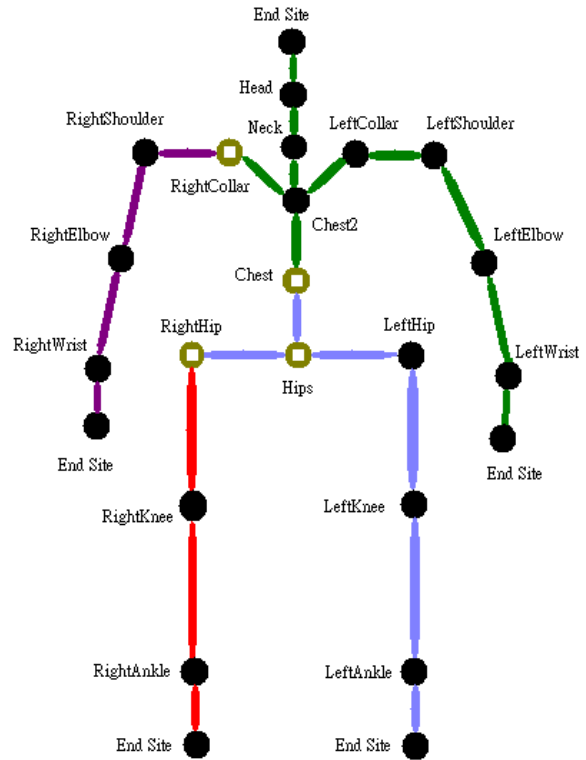 End Site
Head
RightShoulder
Neck
LeftCollar
LeftShoulder
RightCollar
Chest2
RightElbow
LeftElbow
Chest
RightHip
LeftHip
RightWrist
LeftWrist
Hips
End Site
End Site
RightKnee
LeftKnee
RightAnkle
LeftAnkle
End Site
End Site